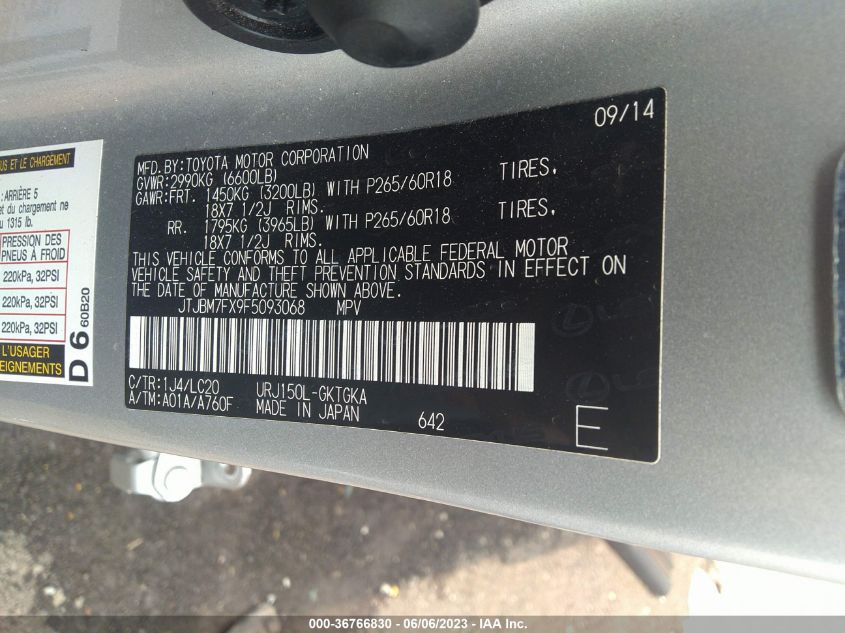 09/14
MFD.BY:TOYOTA MOTOR CORPORATION
GVWR:2990KG (6600LB)
GAWR:FRT. 1450KG (3200LB) WITH P265/60R18 TIRES,
18X7 1/2J RIMS.
RR. 1795KG (3965LB) WITH P265/60R18 TIRES,
18X7 1/2J RIMS.
THIS VEHICLE CONFORMS TO ALL APPLICABLE FEDERAL MOTOR
VEHICLE SAFETY AND THEFT PREVENTION STANDARDS IN EFFECT ON
THE DATE OF MANUFACTURE SHOWN ABOVE.
JTJBM7FX9F5093068 MPV
C/TR:1J4/LC20 URJ150L-GKTGKA
A/TM:A01A/A760F MADE IN JAPAN 642
E
US ET LE CHARGEMENT
: ARRIÈRE 5
et du chargement ne
u 1315 lb.
PRESSION DES
PNEUS À FROID
220kPa, 32PSI
220kPa, 32PSI
220kPa, 32PSI
L'USAGER
EIGNEMENTS
D 6 60B20
000-36766830 - 06/06/2023 - IAA Inc.